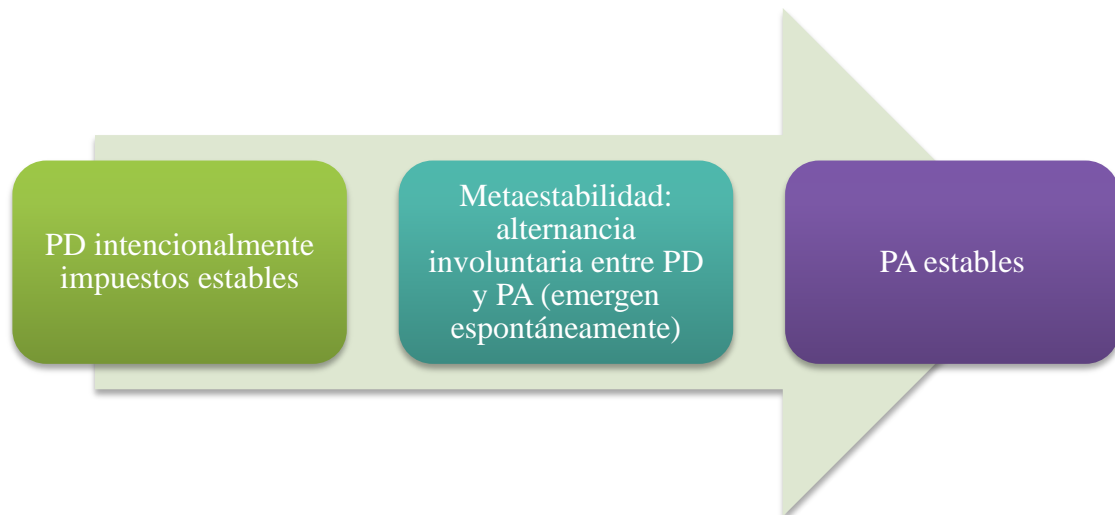 PD intencionalmente
impuestos estables
Metaestabilidad:
alternancia
involuntaria entre PD
y PA (emergen
espontáneamente)
PA estables